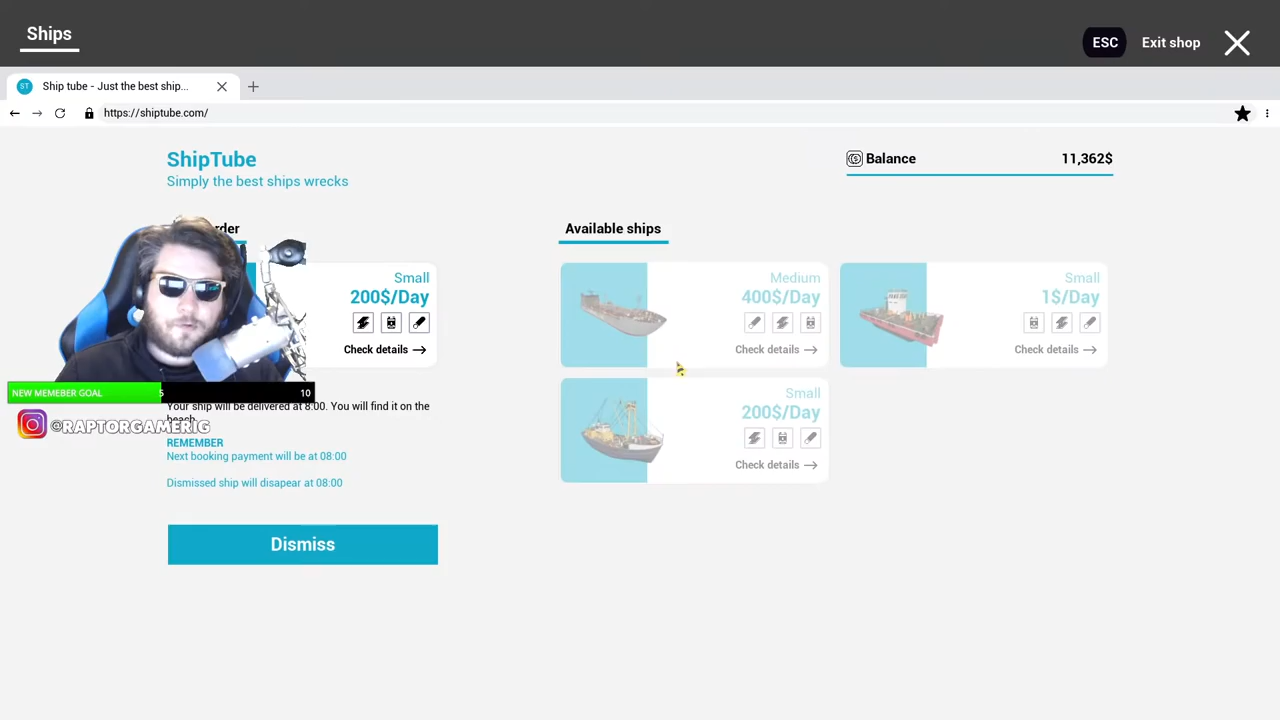 Ships
ESC
Exit shop
ST
Ship tube - Just the best ship...
https://shiptube.com/
ShipTube
Simply the best ships wrecks
Balance
11,362$
Available ships
Small
200$/Day
Check details
Medium
400$/Day
Check details
Small
1$/Day
Check details
Small
200$/Day
Check details
NEW MEMEBER GOAL
5
10
Your ship will be delivered at 8:00. You will find it on the
beach.
@RAPTORGAMERIG
REMEMBER
Next booking payment will be at 08:00
Dismissed ship will disapear at 08:00
Dismiss